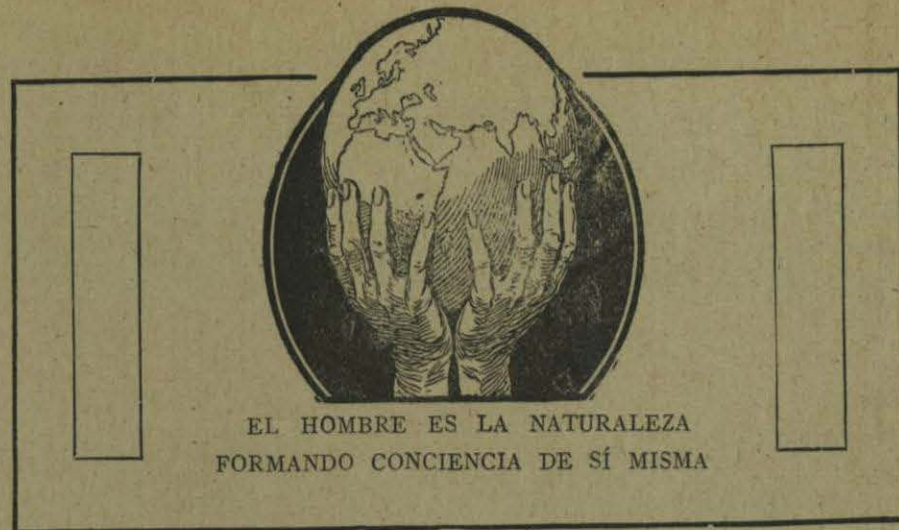 EL HOMBRE ES LA NATURALEZA
FORMANDO CONCIENCIA DE SÍ MISMA